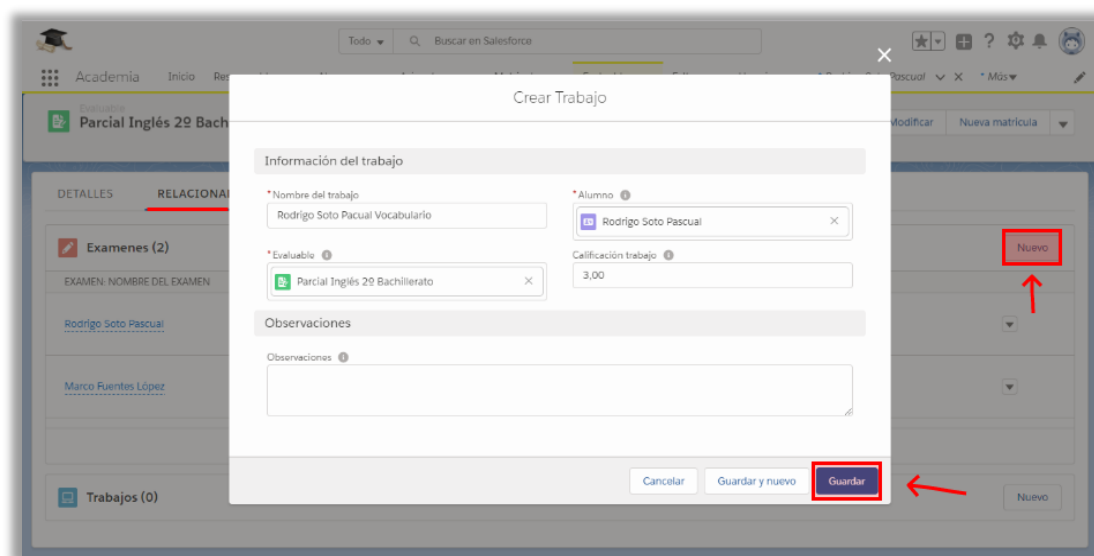 Todo Buscar en Salesforce
Academia Inicio
Pascual * Más
Evaluable
Parcial Inglés 2º Bach
Modificar Nueva matrícula
Crear Trabajo
Información del trabajo
DETALLES RELACIONA
*Nombre del trabajo *Alumno
Rodrigo Soto Pacual Vocabulario Rodrigo Soto Pascual
Examenes (2) Nuevo
*Evaluable Calificación trabajo
Parcial Inglés 2º Bachillerato 3,00
EXAMEN: NOMBRE DEL EXAMEN
Rodrigo Soto Pascual
Observaciones
Observaciones
Marco Fuentes López
Cancelar Guardar y nuevo Guardar
Trabajos (0) Nuevo